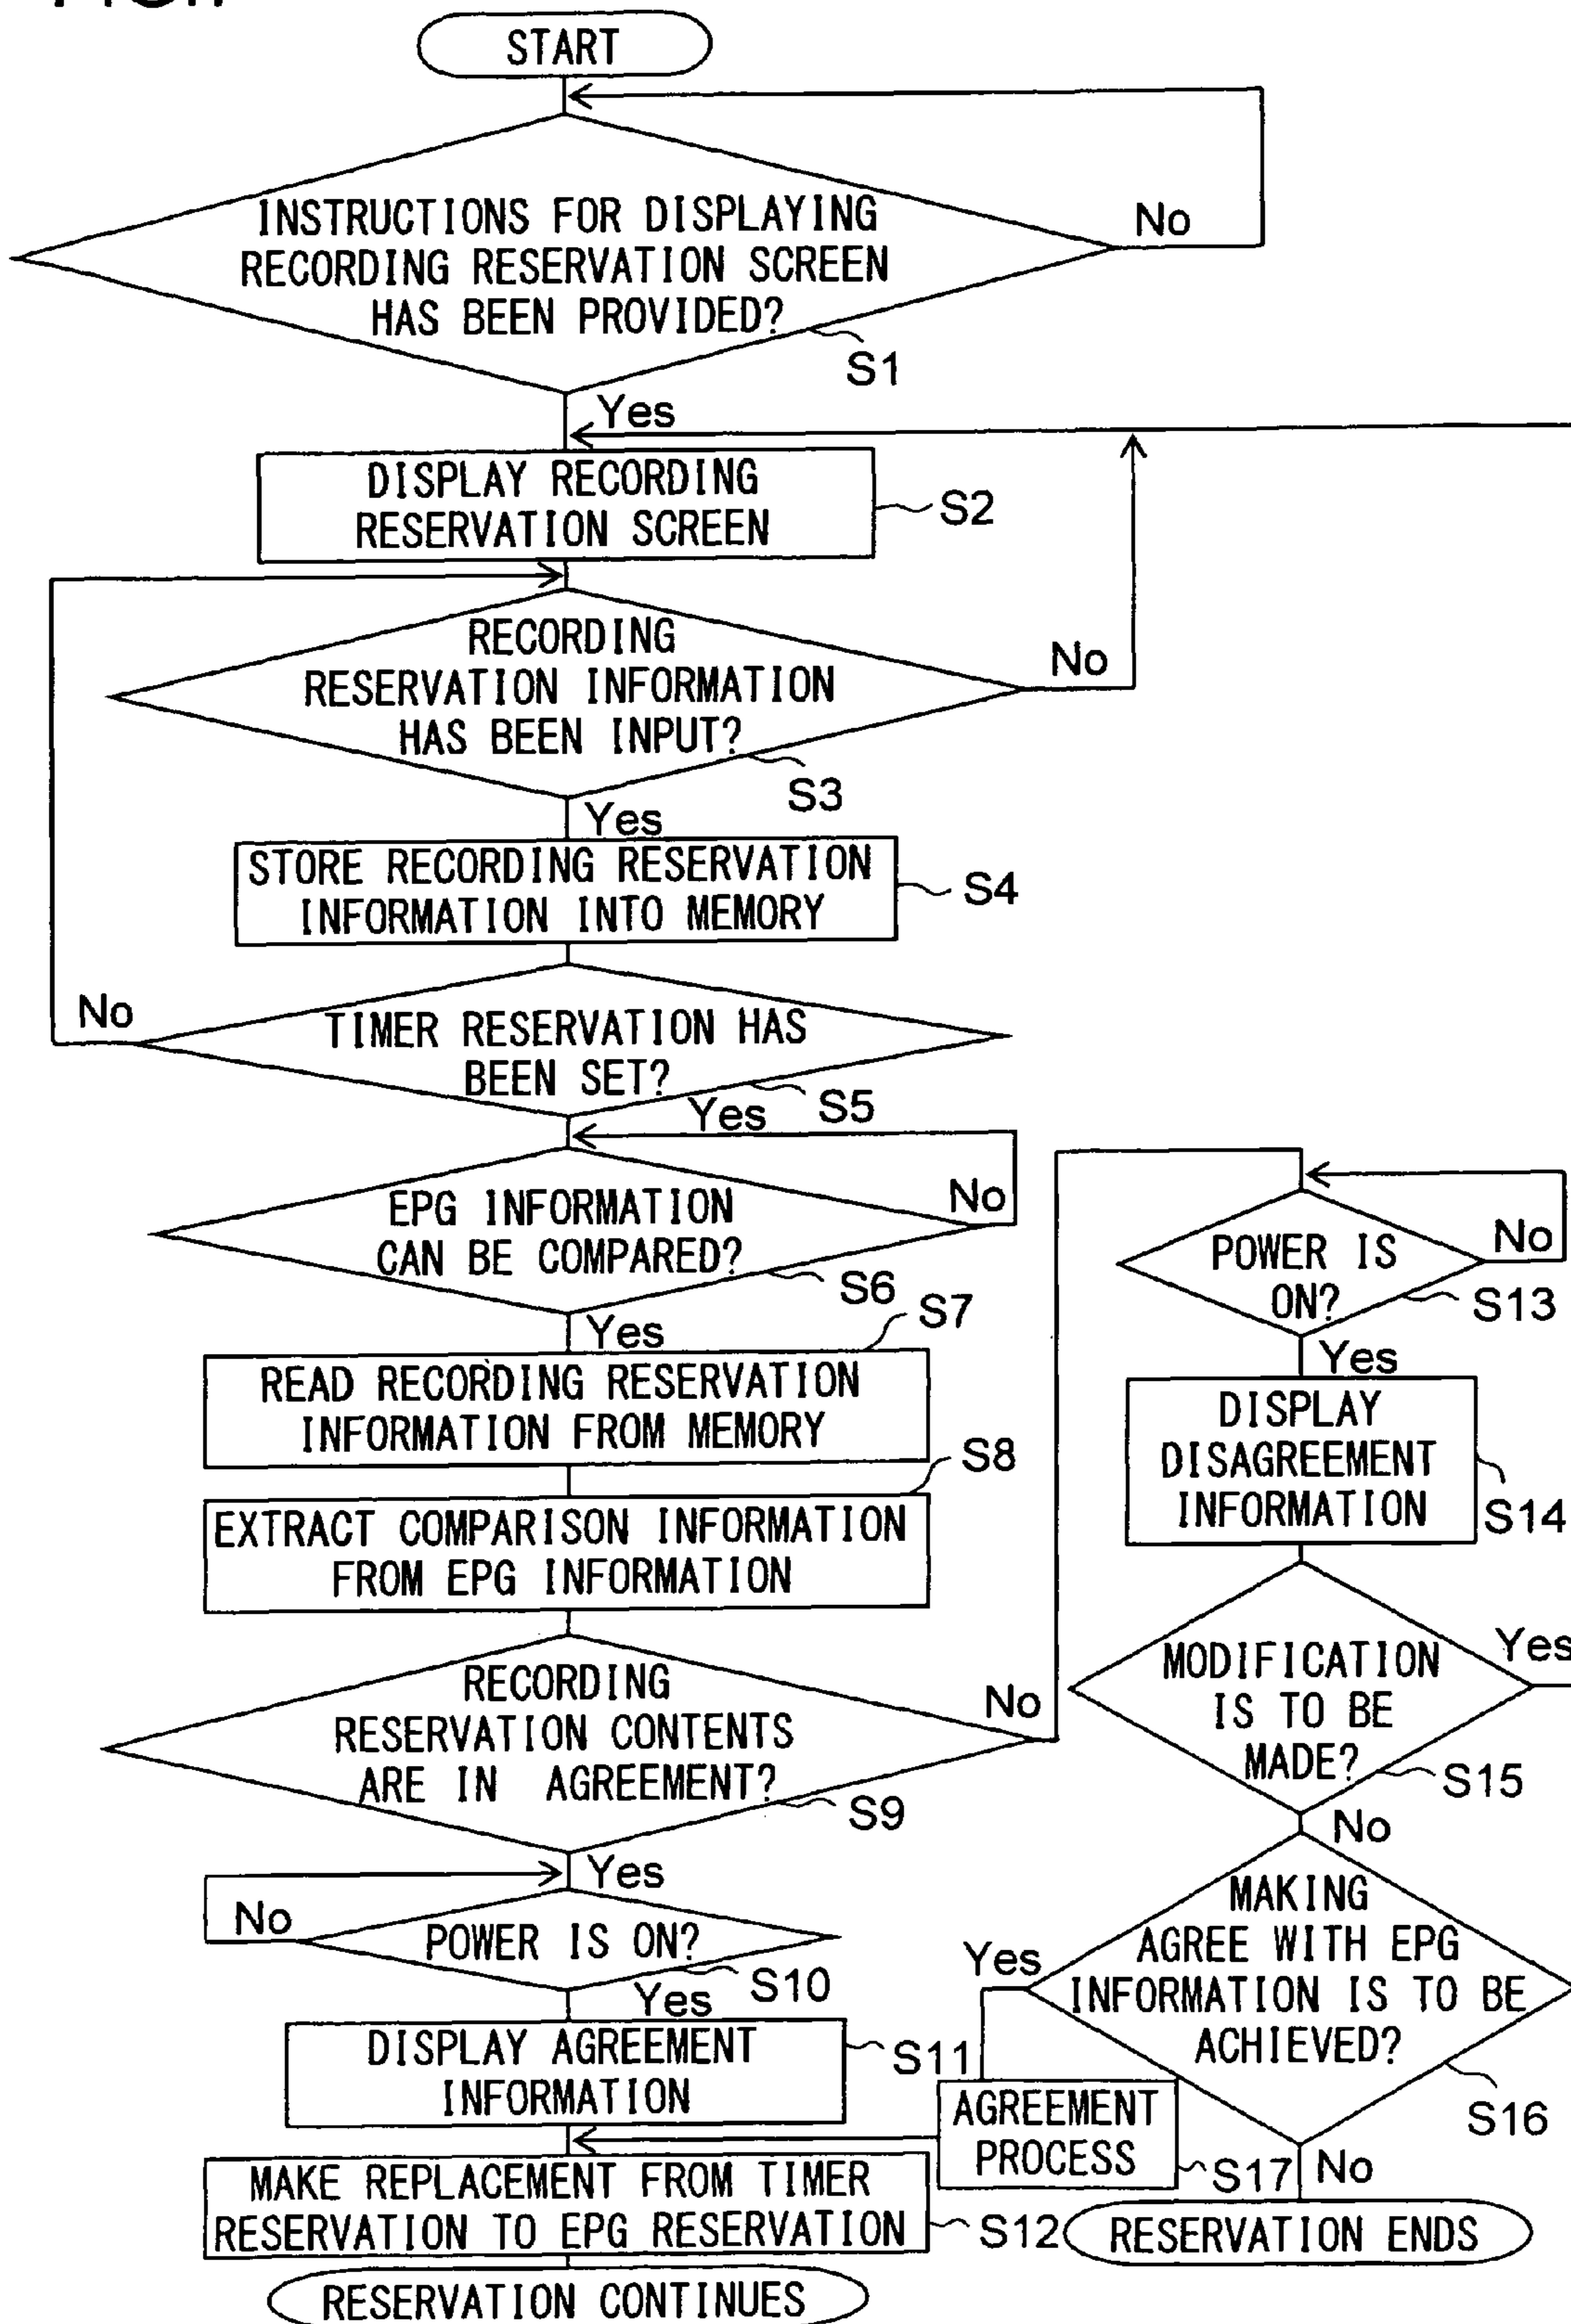 START
INSTRUCTIONS FOR DISPLAYING
RECORDING RESERVATION SCREEN
HAS BEEN PROVIDED?
No
S1
Yes
DISPLAY RECORDING
RESERVATION SCREEN
S2
RECORDING
RESERVATION INFORMATION
HAS BEEN INPUT?
No
S3
Yes
STORE RECORDING RESERVATION
INFORMATION INTO MEMORY
S4
No
TIMER RESERVATION HAS
BEEN SET?
S5
Yes
EPG INFORMATION
CAN BE COMPARED?
No
S6
Yes
S7
READ RECORDING RESERVATION
INFORMATION FROM MEMORY
S8
EXTRACT COMPARISON INFORMATION
FROM EPG INFORMATION
RECORDING
RESERVATION CONTENTS
ARE IN AGREEMENT?
No
S9
Yes
No
POWER IS ON?
S10
Yes
DISPLAY AGREEMENT
INFORMATION
S11
MAKE REPLACEMENT FROM TIMER
RESERVATION TO EPG RESERVATION
S12
RESERVATION CONTINUES
POWER IS
ON?
No
S13
Yes
DISPLAY
DISAGREEMENT
INFORMATION
S14
MODIFICATION
IS TO BE
MADE?
Yes
S15
No
MAKING
AGREE WITH EPG
INFORMATION IS TO BE
ACHIEVED?
Yes
S16
AGREEMENT
PROCESS
S17
No
RESERVATION ENDS